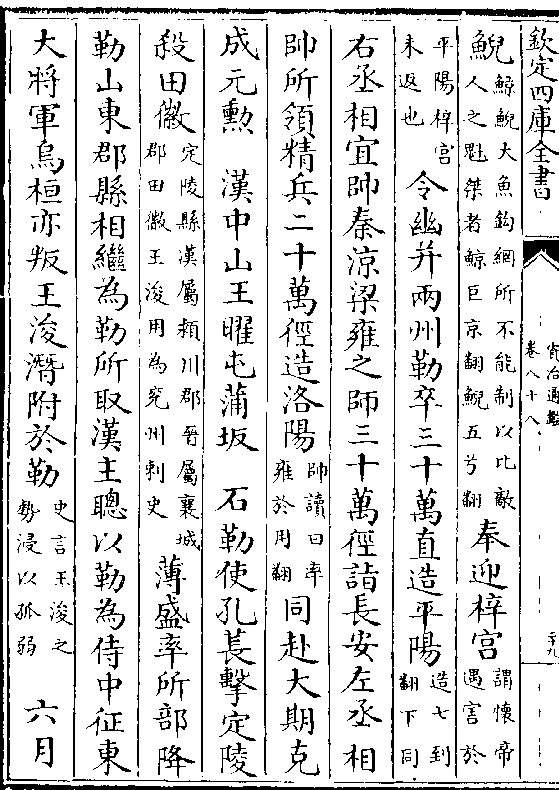 欽定四庫全書
資治通鑑
卷八十八
鯢
鯨鯢大魚鈎網所不能制以比敵
人之魁桀者鯨巨京翻鯢五兮翻
奉迎梓宮
謂懷帝
遇害於
平陽梓宮
未返也
令幽并兩州勒卒三十萬直造平陽
造七到
翻下同
右丞相宜帥秦涼梁雍之師三十萬徑詣長安左丞相
帥所領精兵二十萬徑造洛陽
帥讀曰率
雍於用翻
同赴大期克
成元勲 漢中山王曜屯蒲坂 石勒使孔萇擊定陵
殺田徽
定陵縣漢屬潁川郡晉屬襄城
郡田徽王浚用為兖州刺史
薄盛率所部降
勒山東郡縣相繼為勒所取漢主聰以勒為侍中征東
大將軍烏桓亦叛王浚潛附於勒
史言王浚之
勢浸以孤弱
六月